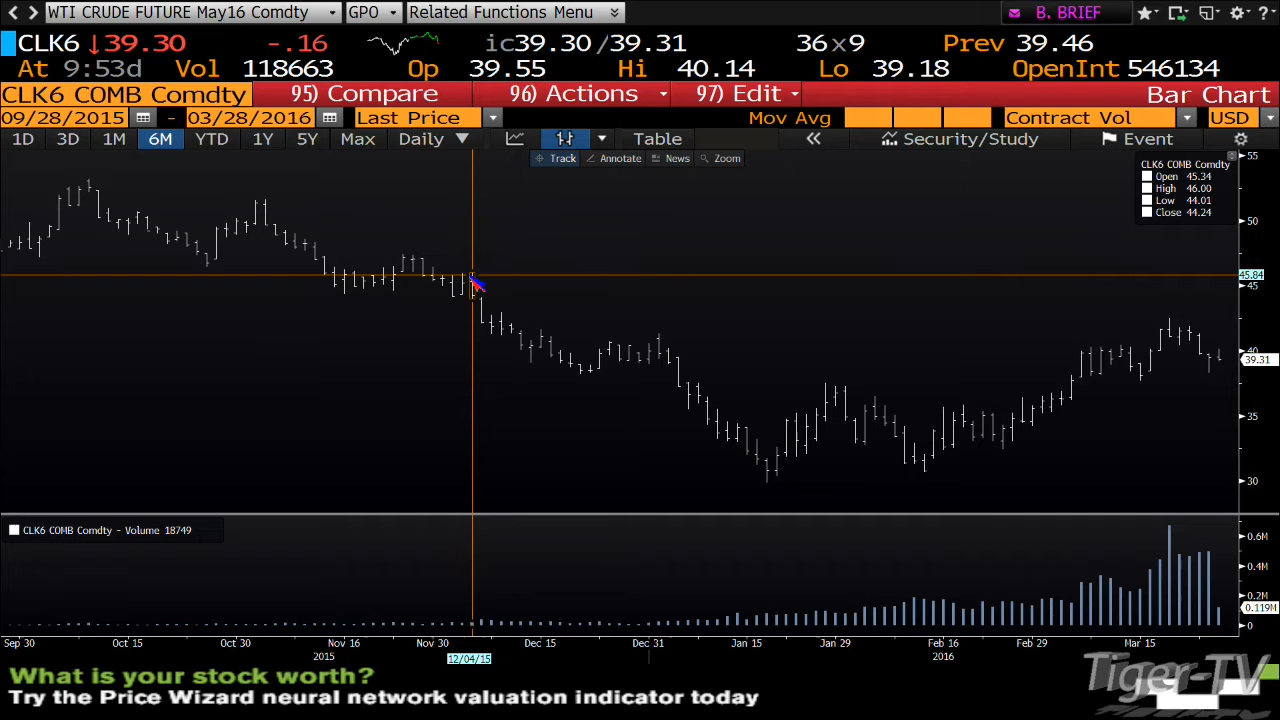 WTI CRUDE FUTURE May16 Comdty GPO Related Functions Menu B. BRIEF
CLK6 ↓39.30 -.16 ic39.30 /39.31 36x9 Prev 39.46
At 9:53d Vol 118663 Op 39.55 Hi 40.14 Lo 39.18 OpenInt 546134
CLK6 COMB Comdty 95) Compare 96) Actions 97) Edit Bar Chart
09/28/2015 - 03/28/2016 Last Price Mov Avg Contract Vol USD
1D 3D 1M 6M YTD 1Y 5Y Max Daily Table Security/Study Event
Track Annotate News Zoom
CLK6 COMB Comdty
Open 45.34
High 46.00
Low 44.01
Close 44.24
55
50
45.84
45
40
39.31
35
30
CLK6 COMB Comdty - Volume 18749
0.6M
0.4M
0.2M
0.119M
0
Sep 30 Oct 15 Oct 30 Nov 16 Nov 30 Dec 15 Dec 31 Jan 15 Jan 29 Feb 16 Feb 29 Mar 15
2015 12/04/15 2016
What is your stock worth?
Try the Price Wizard neural network valuation indicator today
Tiger-TV